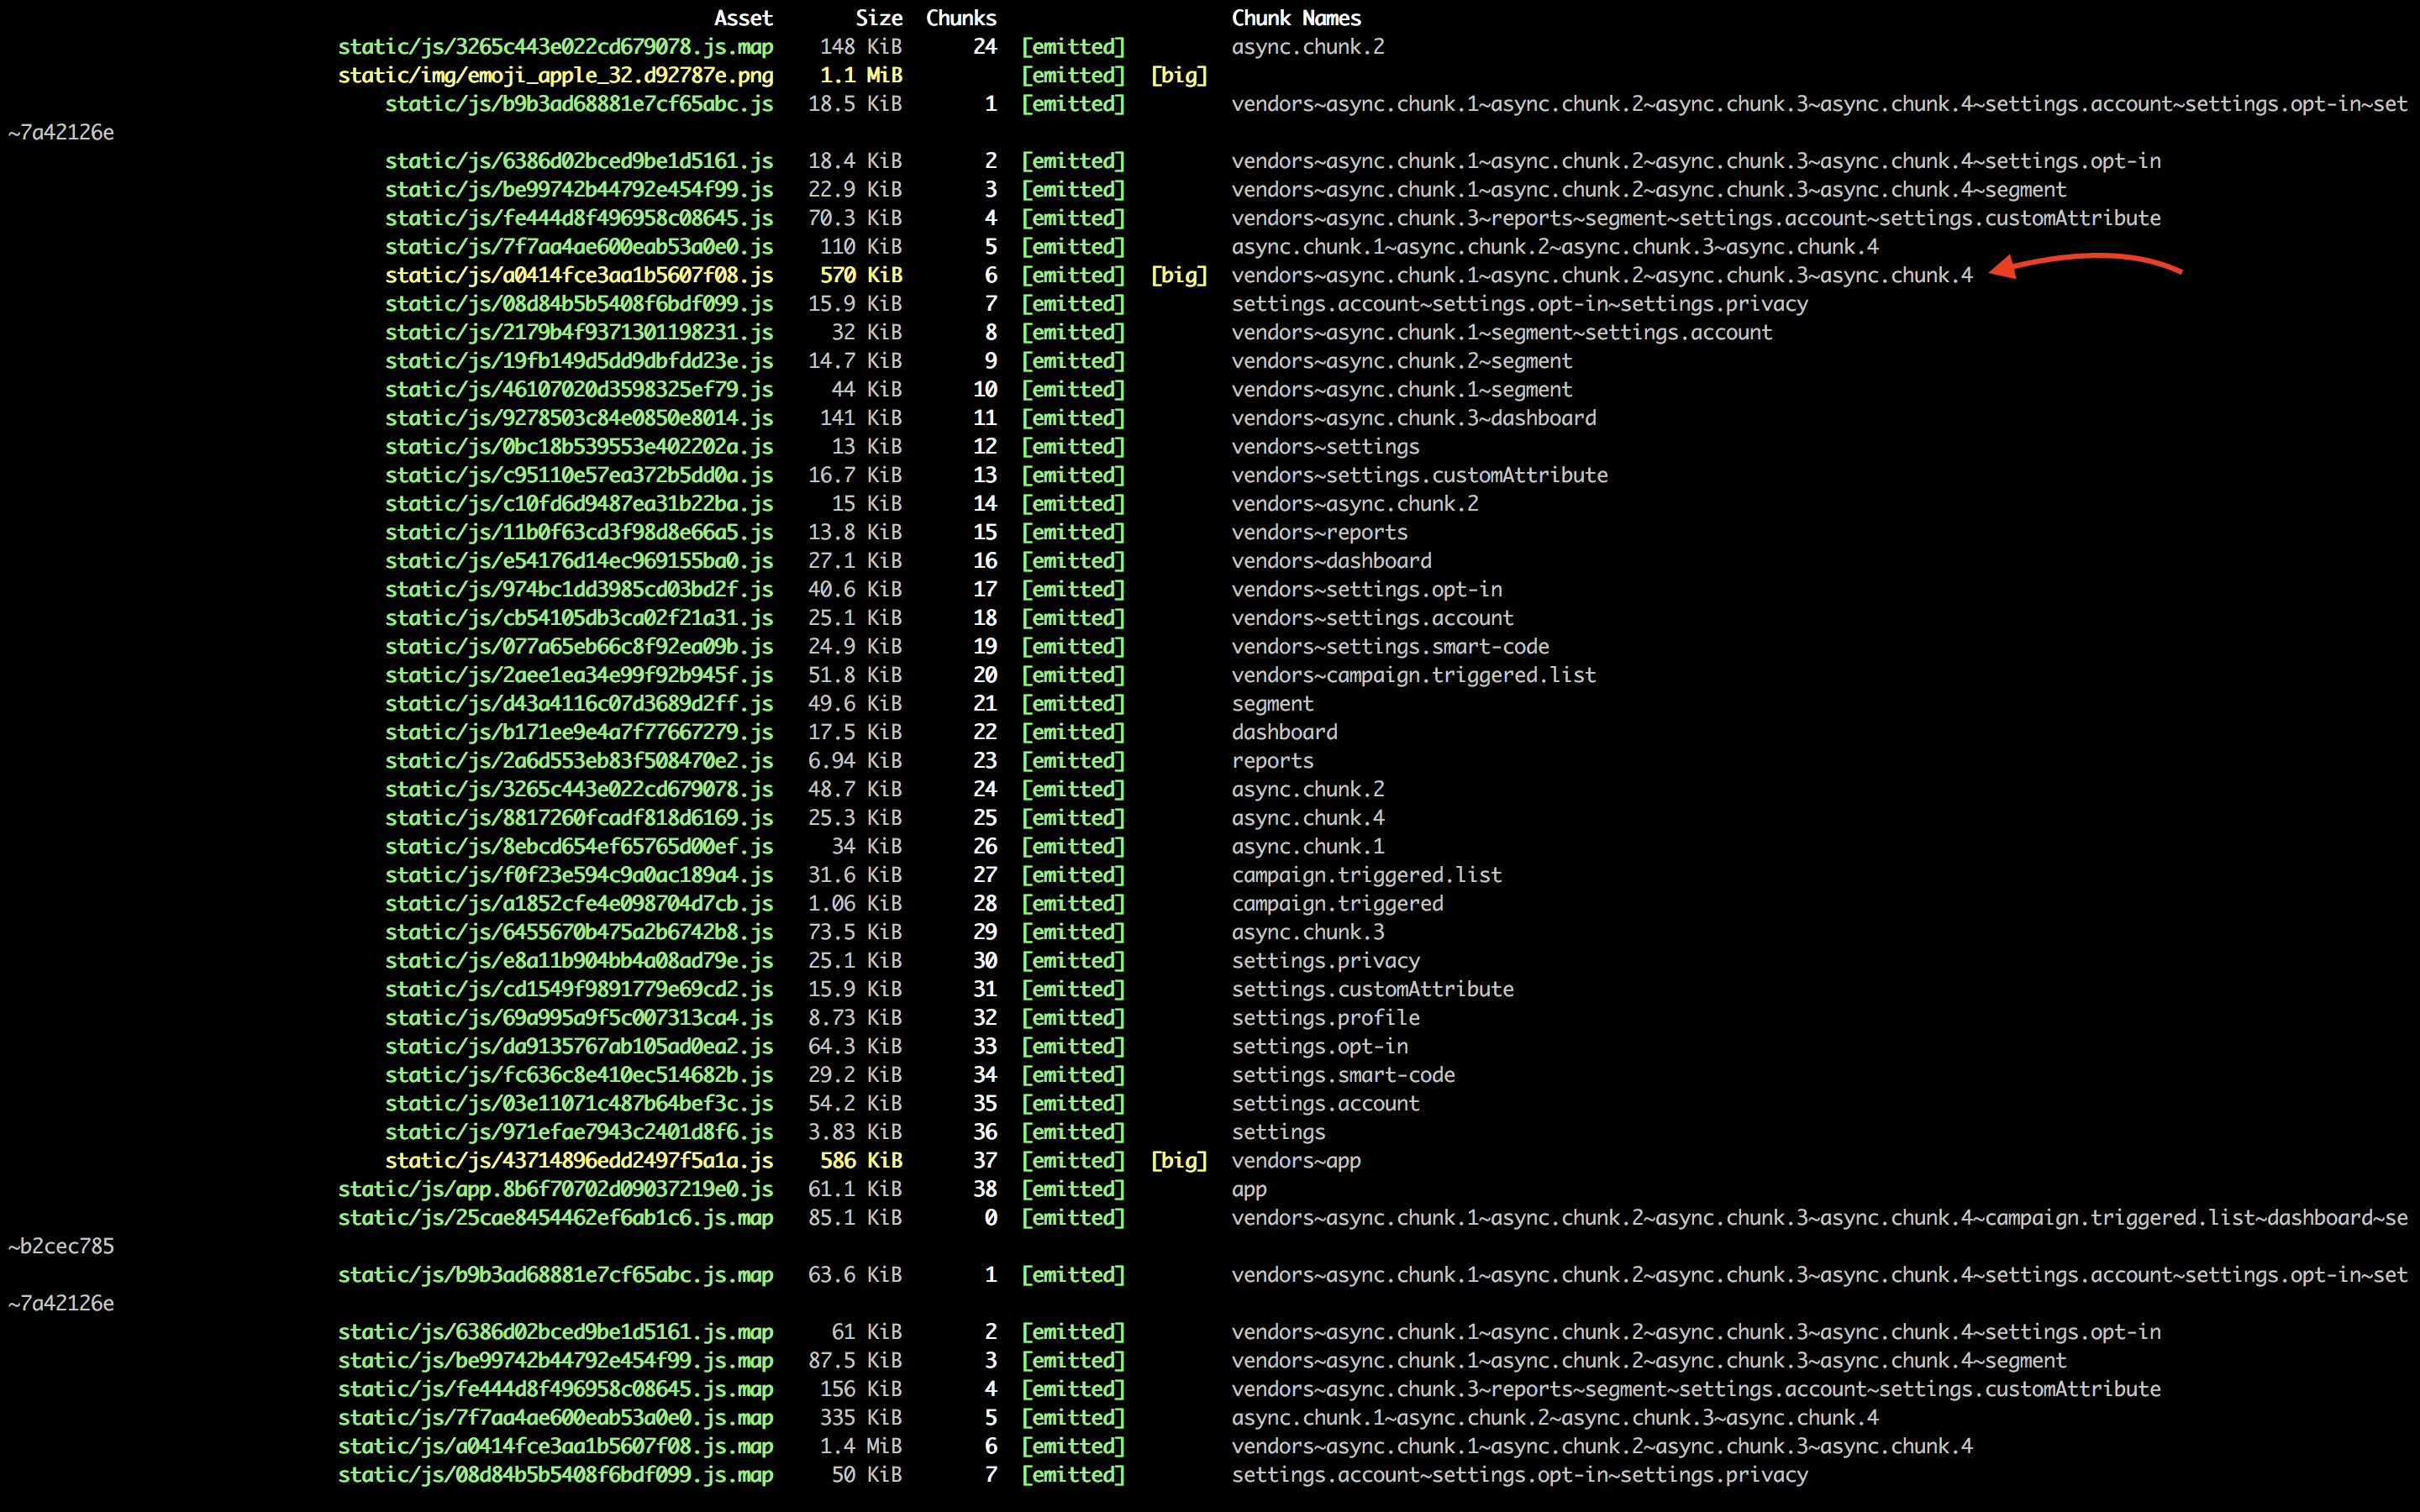 Asset Size Chunks Chunk Names
static/js/3265c443e022cd679078.js.map 148 KiB 24 [emitted] async.chunk.2
static/img/emoji_apple_32.d92787e.png 1.1 MiB [emitted] [big]
static/js/b9b3ad68881e7cf65abc.js 18.5 KiB 1 [emitted] vendors~async.chunk.1~async.chunk.2~async.chunk.3~async.chunk.4~settings.account~settings.opt-in~set
~7a42126e
static/js/6386d02bced9be1d5161.js 18.4 KiB 2 [emitted] vendors~async.chunk.1~async.chunk.2~async.chunk.3~async.chunk.4~settings.opt-in
static/js/be99742b44792e454f99.js 22.9 KiB 3 [emitted] vendors~async.chunk.1~async.chunk.2~async.chunk.3~async.chunk.4~segment
static/js/fe444d8f496958c08645.js 70.3 KiB 4 [emitted] vendors~async.chunk.3~reports~segment~settings.account~settings.customAttribute
static/js/7f7aa4ae600eab53a0e0.js 110 KiB 5 [emitted] async.chunk.1~async.chunk.2~async.chunk.3~async.chunk.4
static/js/a0414fce3aa1b5607f08.js 570 KiB 6 [emitted] [big] vendors~async.chunk.1~async.chunk.2~async.chunk.3~async.chunk.4
static/js/08d84b5b5408f6bdf099.js 15.9 KiB 7 [emitted] settings.account~settings.opt-in~settings.privacy
static/js/2179b4f9371301198231.js 32 KiB 8 [emitted] vendors~async.chunk.1~segment~settings.account
static/js/19fb149d5dd9dbfdd23e.js 14.7 KiB 9 [emitted] vendors~async.chunk.2~segment
static/js/46107020d3598325ef79.js 44 KiB 10 [emitted] vendors~async.chunk.1~segment
static/js/9278503c84e0850e8014.js 141 KiB 11 [emitted] vendors~async.chunk.3~dashboard
static/js/0bc18b539553e402202a.js 13 KiB 12 [emitted] vendors~settings
static/js/c95110e57ea372b5dd0a.js 16.7 KiB 13 [emitted] vendors~settings.customAttribute
static/js/c10fd6d9487ea31b22ba.js 15 KiB 14 [emitted] vendors~async.chunk.2
static/js/11b0f63cd3f98d8e66a5.js 13.8 KiB 15 [emitted] vendors~reports
static/js/e54176d14ec969155ba0.js 27.1 KiB 16 [emitted] vendors~dashboard
static/js/974bc1dd3985cd03bd2f.js 40.6 KiB 17 [emitted] vendors~settings.opt-in
static/js/cb54105db3ca02f21a31.js 25.1 KiB 18 [emitted] vendors~settings.account
static/js/077a65eb66c8f92ea09b.js 24.9 KiB 19 [emitted] vendors~settings.smart-code
static/js/2aee1ea34e99f92b945f.js 51.8 KiB 20 [emitted] vendors~campaign.triggered.list
static/js/d43a4116c07d3689d2ff.js 49.6 KiB 21 [emitted] segment
static/js/b171ee9e4a7f77667279.js 17.5 KiB 22 [emitted] dashboard
static/js/2a6d553eb83f508470e2.js 6.94 KiB 23 [emitted] reports
static/js/3265c443e022cd679078.js 48.7 KiB 24 [emitted] async.chunk.2
static/js/8817260fcadf818d6169.js 25.3 KiB 25 [emitted] async.chunk.4
static/js/8ebcd654ef65765d00ef.js 34 KiB 26 [emitted] async.chunk.1
static/js/f0f23e594c9a0ac189a4.js 31.6 KiB 27 [emitted] campaign.triggered.list
static/js/a1852cfe4e098704d7cb.js 1.06 KiB 28 [emitted] campaign.triggered
static/js/6455670b475a2b6742b8.js 73.5 KiB 29 [emitted] async.chunk.3
static/js/e8a11b904bb4a08ad79e.js 25.1 KiB 30 [emitted] settings.privacy
static/js/cd1549f9891779e69cd2.js 15.9 KiB 31 [emitted] settings.customAttribute
static/js/69a995a9f5c007313ca4.js 8.73 KiB 32 [emitted] settings.profile
static/js/da9135767ab105ad0ea2.js 64.3 KiB 33 [emitted] settings.opt-in
static/js/fc636c8e410ec514682b.js 29.2 KiB 34 [emitted] settings.smart-code
static/js/03e11071c487b64bef3c.js 54.2 KiB 35 [emitted] settings.account
static/js/971efae7943c2401d8f6.js 3.83 KiB 36 [emitted] settings
static/js/43714896edd2497f5a1a.js 586 KiB 37 [emitted] [big] vendors~app
static/js/app.8b6f70702d09037219e0.js 61.1 KiB 38 [emitted] app
static/js/25cae8454462ef6ab1c6.js.map 85.1 KiB 0 [emitted] vendors~async.chunk.1~async.chunk.2~async.chunk.3~async.chunk.4~campaign.triggered.list~dashboard~se
~b2cec785
static/js/b9b3ad68881e7cf65abc.js.map 63.6 KiB 1 [emitted] vendors~async.chunk.1~async.chunk.2~async.chunk.3~async.chunk.4~settings.account~settings.opt-in~set
~7a42126e
static/js/6386d02bced9be1d5161.js.map 61 KiB 2 [emitted] vendors~async.chunk.1~async.chunk.2~async.chunk.3~async.chunk.4~settings.opt-in
static/js/be99742b44792e454f99.js.map 87.5 KiB 3 [emitted] vendors~async.chunk.1~async.chunk.2~async.chunk.3~async.chunk.4~segment
static/js/fe444d8f496958c08645.js.map 156 KiB 4 [emitted] vendors~async.chunk.3~reports~segment~settings.account~settings.customAttribute
static/js/7f7aa4ae600eab53a0e0.js.map 335 KiB 5 [emitted] async.chunk.1~async.chunk.2~async.chunk.3~async.chunk.4
static/js/a0414fce3aa1b5607f08.js.map 1.4 MiB 6 [emitted] vendors~async.chunk.1~async.chunk.2~async.chunk.3~async.chunk.4
static/js/08d84b5b5408f6bdf099.js.map 50 KiB 7 [emitted] settings.account~settings.opt-in~settings.privacy